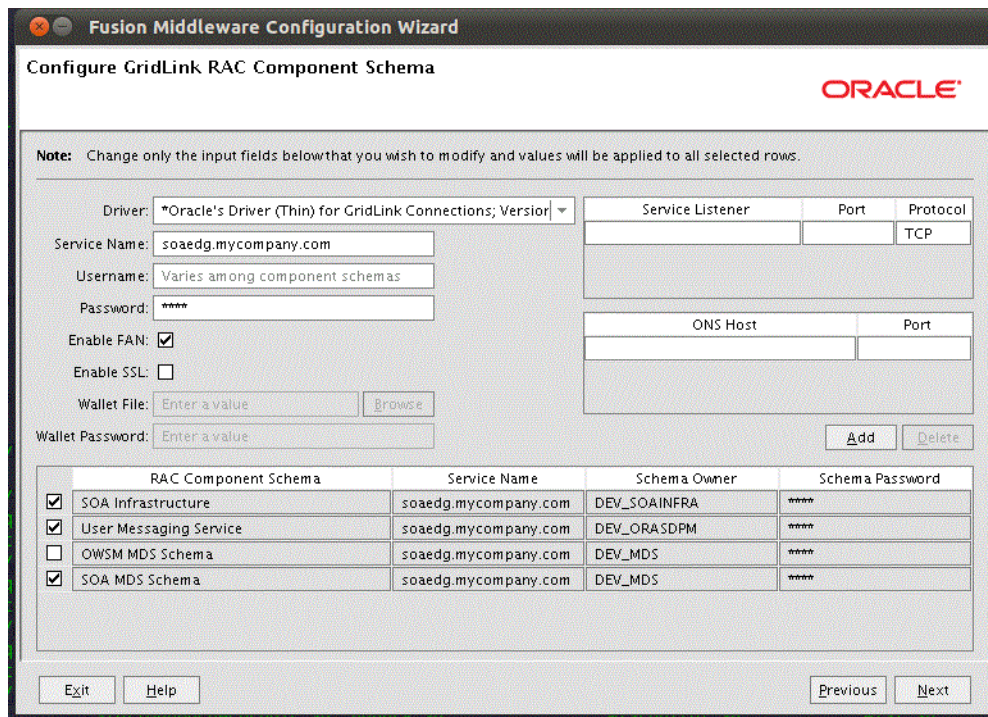 Fusion Middleware Configuration Wizard
Configure GridLink RAC Component Schema
ORACLE
Note: Change only the input fields below that you wish to modify and values will be applied to all selected rows.
Driver: *Oracle's Driver (Thin) for GridLink Connections; Version
Service Name: soaedg.mycompany.com
Username: Varies among component schemas
Password: ****
Enable FAN:
Enable SSL:
Wallet File: Enter a value Browse
Wallet Password: Enter a value
Service Listener Port Protocol
TCP
ONS Host Port
Add Delete
RAC Component Schema Service Name Schema Owner Schema Password
SOA Infrastructure soaedg.mycompany.com DEV_SOAINFRA ****
User Messaging Service soaedg.mycompany.com DEV_ORASDPM ****
OWSM MDS Schema soaedg.mycompany.com DEV_MDS ****
SOA MDS Schema soaedg.mycompany.com DEV_MDS ****
Exit Help Previous Next